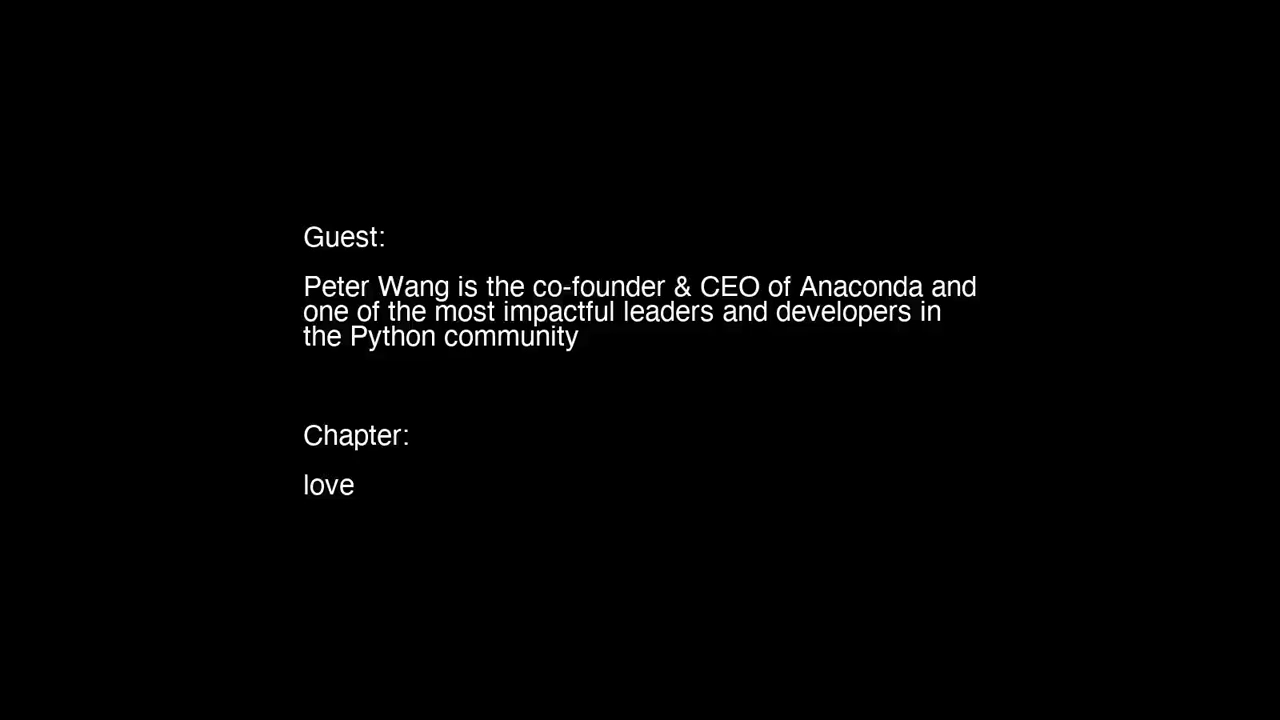 Guest:
Peter Wang is the co-founder & CEO of Anaconda and
one of the most impactful leaders and developers in
the Python community
Chapter:
love